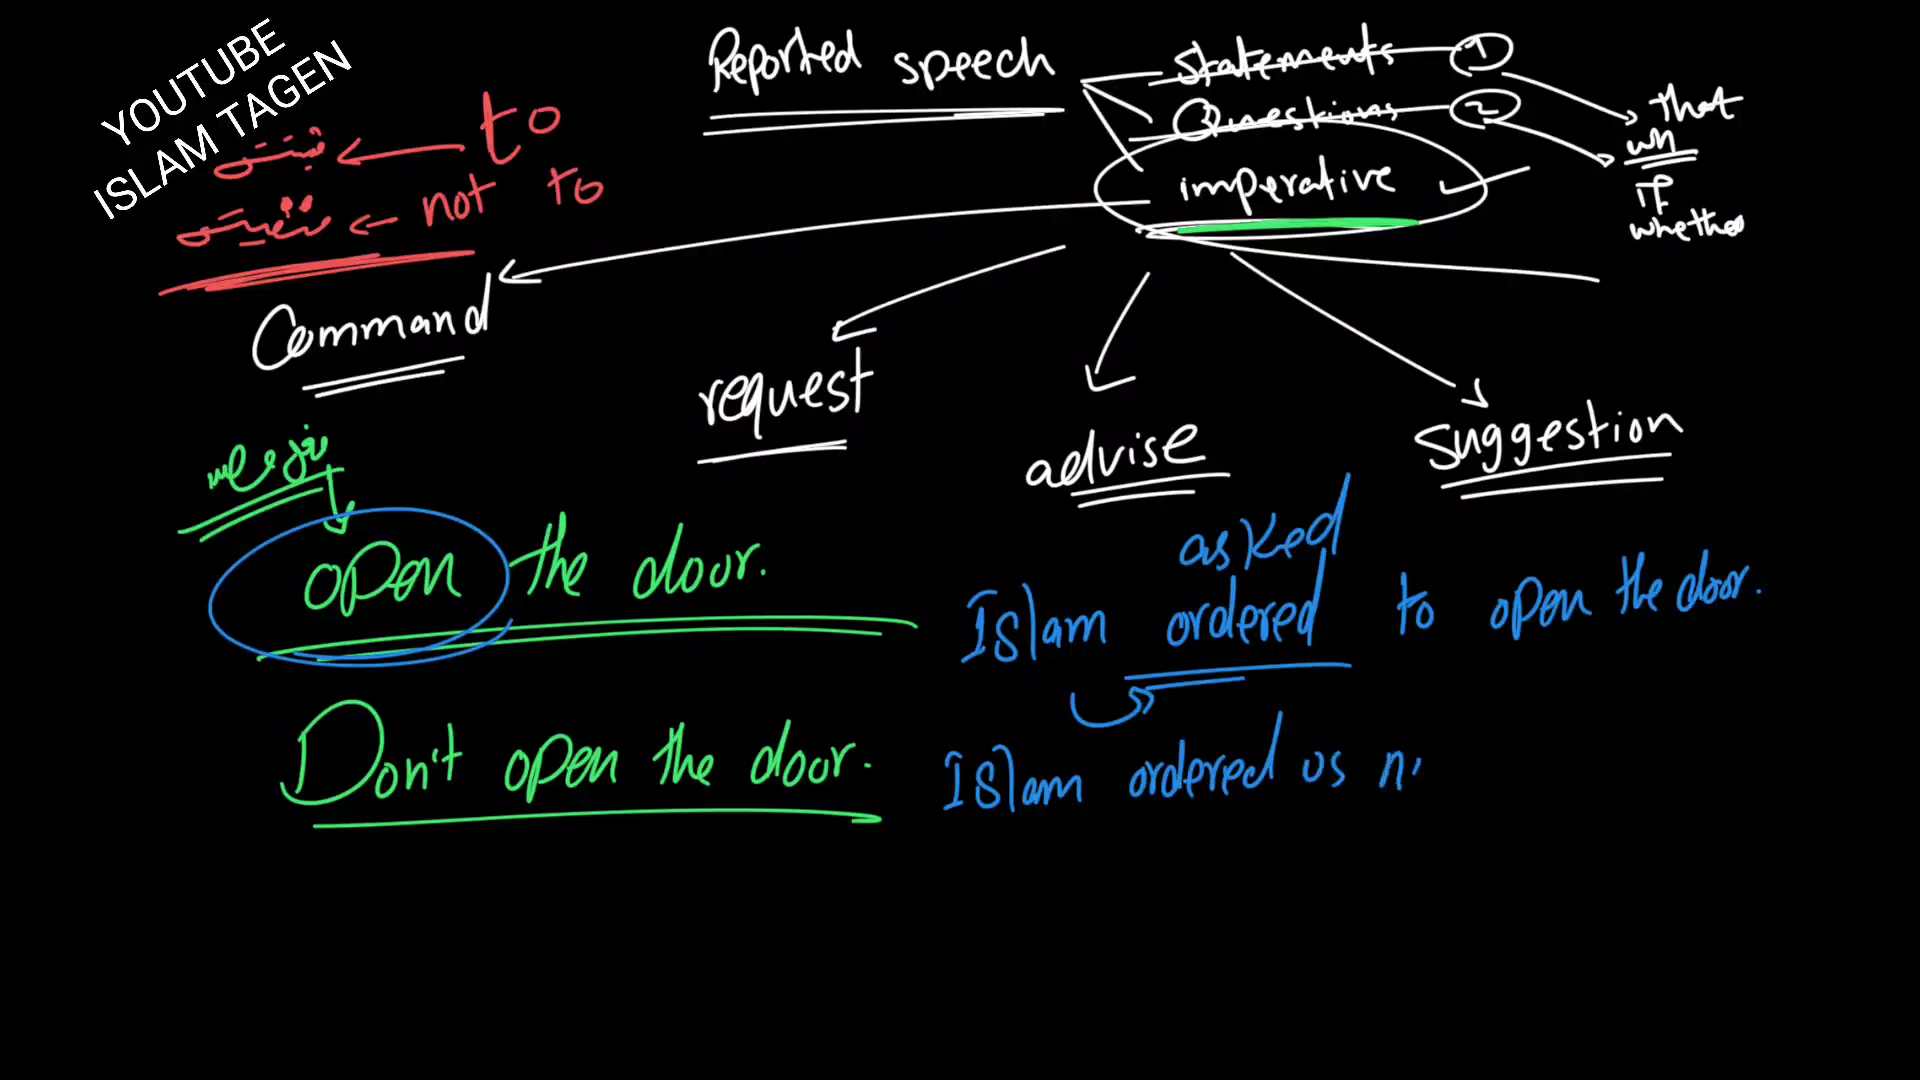 YOUTUBE
ISLAM TAGEN
Reported speech
statements 1
Questions 2
imperative
that
wh
if
whether
to
not to
Command
request
advise
suggestion
open the door.
asked
Islam ordered to open the door.
Don't open the door.
Islam ordered us